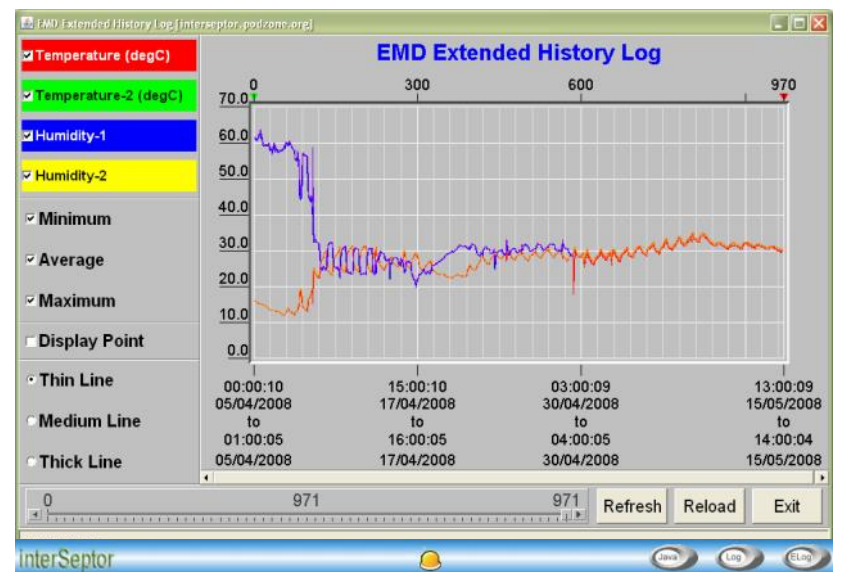 EMD Extended History Log [interseptor.podzone.org]
Temperature (degC)
Temperature-2 (degC)
Humidity-1
Humidity-2
Minimum
Average
Maximum
Display Point
Thin Line
Medium Line
Thick Line
EMD Extended History Log
0 300 600 970
70.0
60.0
50.0
40.0
30.0
20.0
10.0
0.0
00:00:10 15:00:10 03:00:09 13:00:09
05/04/2008 17/04/2008 30/04/2008 15/05/2008
to to to to
01:00:05 16:00:05 04:00:05 14:00:04
05/04/2008 17/04/2008 30/04/2008 15/05/2008
0 971 971
Refresh Reload Exit
interSeptor
Java Log ELog